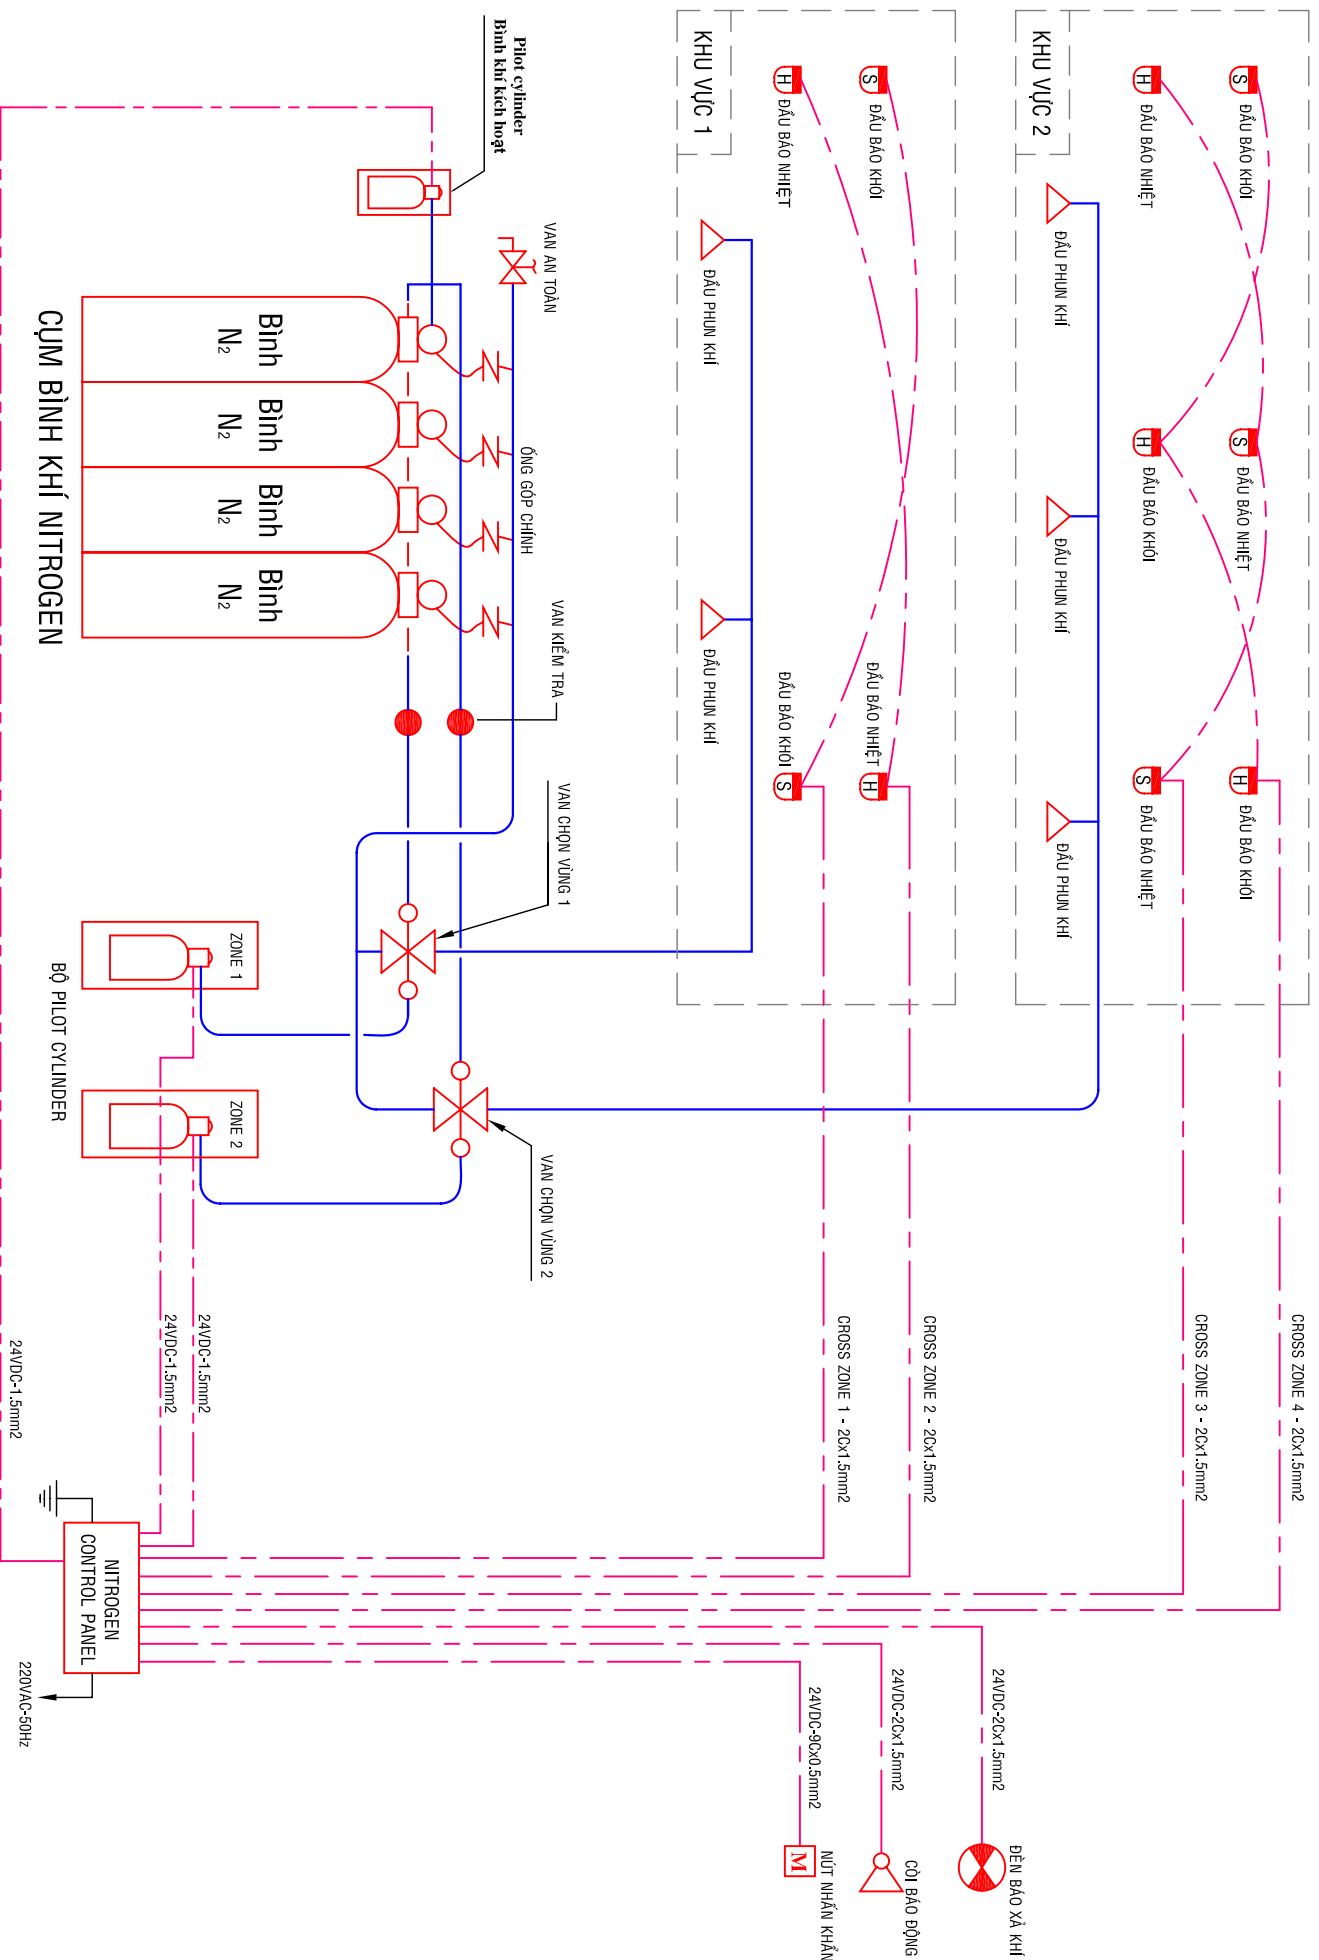 KHU VỰC 2
S
ĐẦU BÁO KHÓI
H
ĐẦU BÁO NHIỆT
S
ĐẦU BÁO NHIỆT
H
ĐẦU BÁO KHÓI
H
ĐẦU BÁO KHÓI
S
ĐẦU BÁO NHIỆT
ĐẦU PHUN KHÍ
ĐẦU PHUN KHÍ
ĐẦU PHUN KHÍ
KHU VỰC 1
S
ĐẦU BÁO KHÓI
H
ĐẦU BÁO NHIỆT
ĐẦU BÁO NHIỆT
H
ĐẦU BÁO KHÓI
S
ĐẦU PHUN KHÍ
ĐẦU PHUN KHÍ
Pilot cylinder
Bình khí kích hoạt
VAN AN TOÀN
ỐNG GÓP CHÍNH
VAN KIỂM TRA
VAN CHỌN VÙNG 1
VAN CHỌN VÙNG 2
Bình
N2
Bình
N2
Bình
N2
Bình
N2
CỤM BÌNH KHÍ NITROGEN
ZONE 1
ZONE 2
BỘ PILOT CYLINDER
CROSS ZONE 4 - 2Cx1.5mm2
CROSS ZONE 3 - 2Cx1.5mm2
CROSS ZONE 2 - 2Cx1.5mm2
CROSS ZONE 1 - 2Cx1.5mm2
24VDC-1.5mm2
24VDC-1.5mm2
24VDC-1.5mm2
NITROGEN
CONTROL PANEL
220VAC-50Hz
24VDC-2Cx1.5mm2
ĐÈN BÁO XẢ KHÍ
24VDC-2Cx1.5mm2
CÒI BÁO ĐỘNG
24VDC-9Cx0.5mm2
M
NÚT NHẤN KHẨN